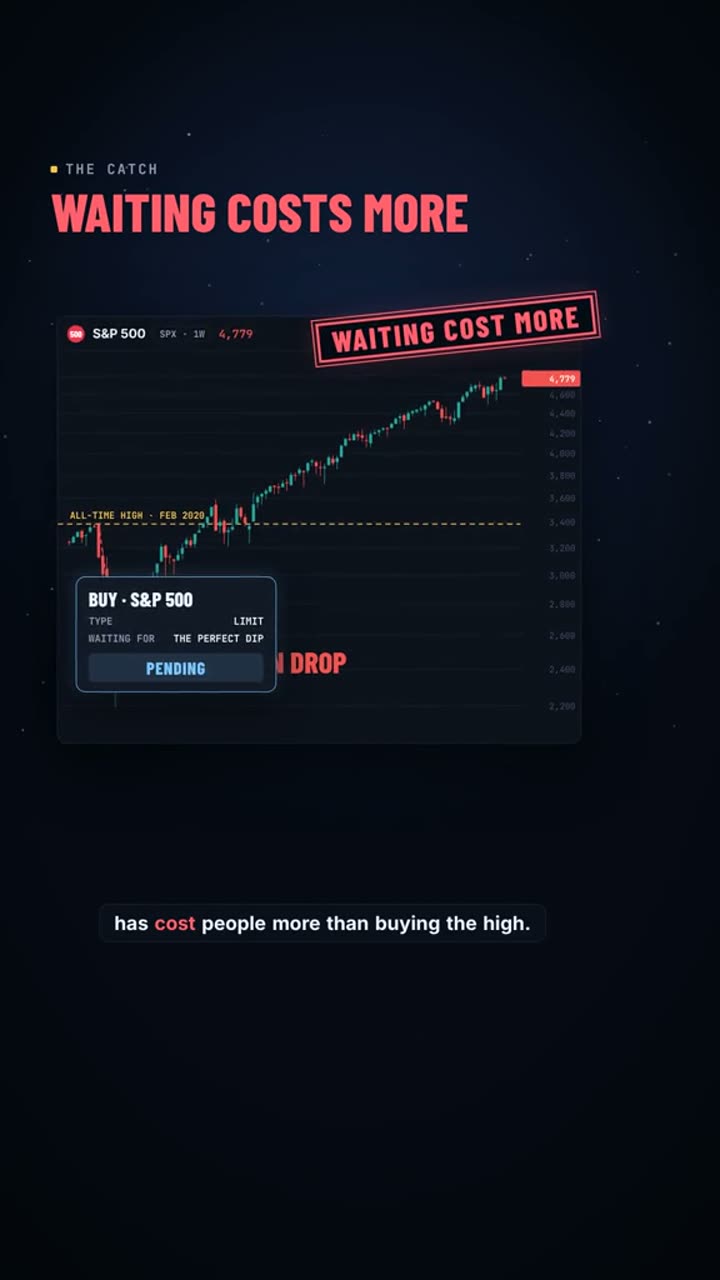 THE CATCH
WAITING COSTS MORE
WAITING COST MORE
500 S&P 500 SPX · 1W 4,779
4,779
4,600
4,400
4,200
4,000
3,800
3,600
ALL-TIME HIGH · FEB 2020
3,400
3,200
3,000
2,800
2,600
2,400
2,200
BUY · S&P 500
TYPE LIMIT
WAITING FOR THE PERFECT DIP
PENDING
DROP
has cost people more than buying the high.